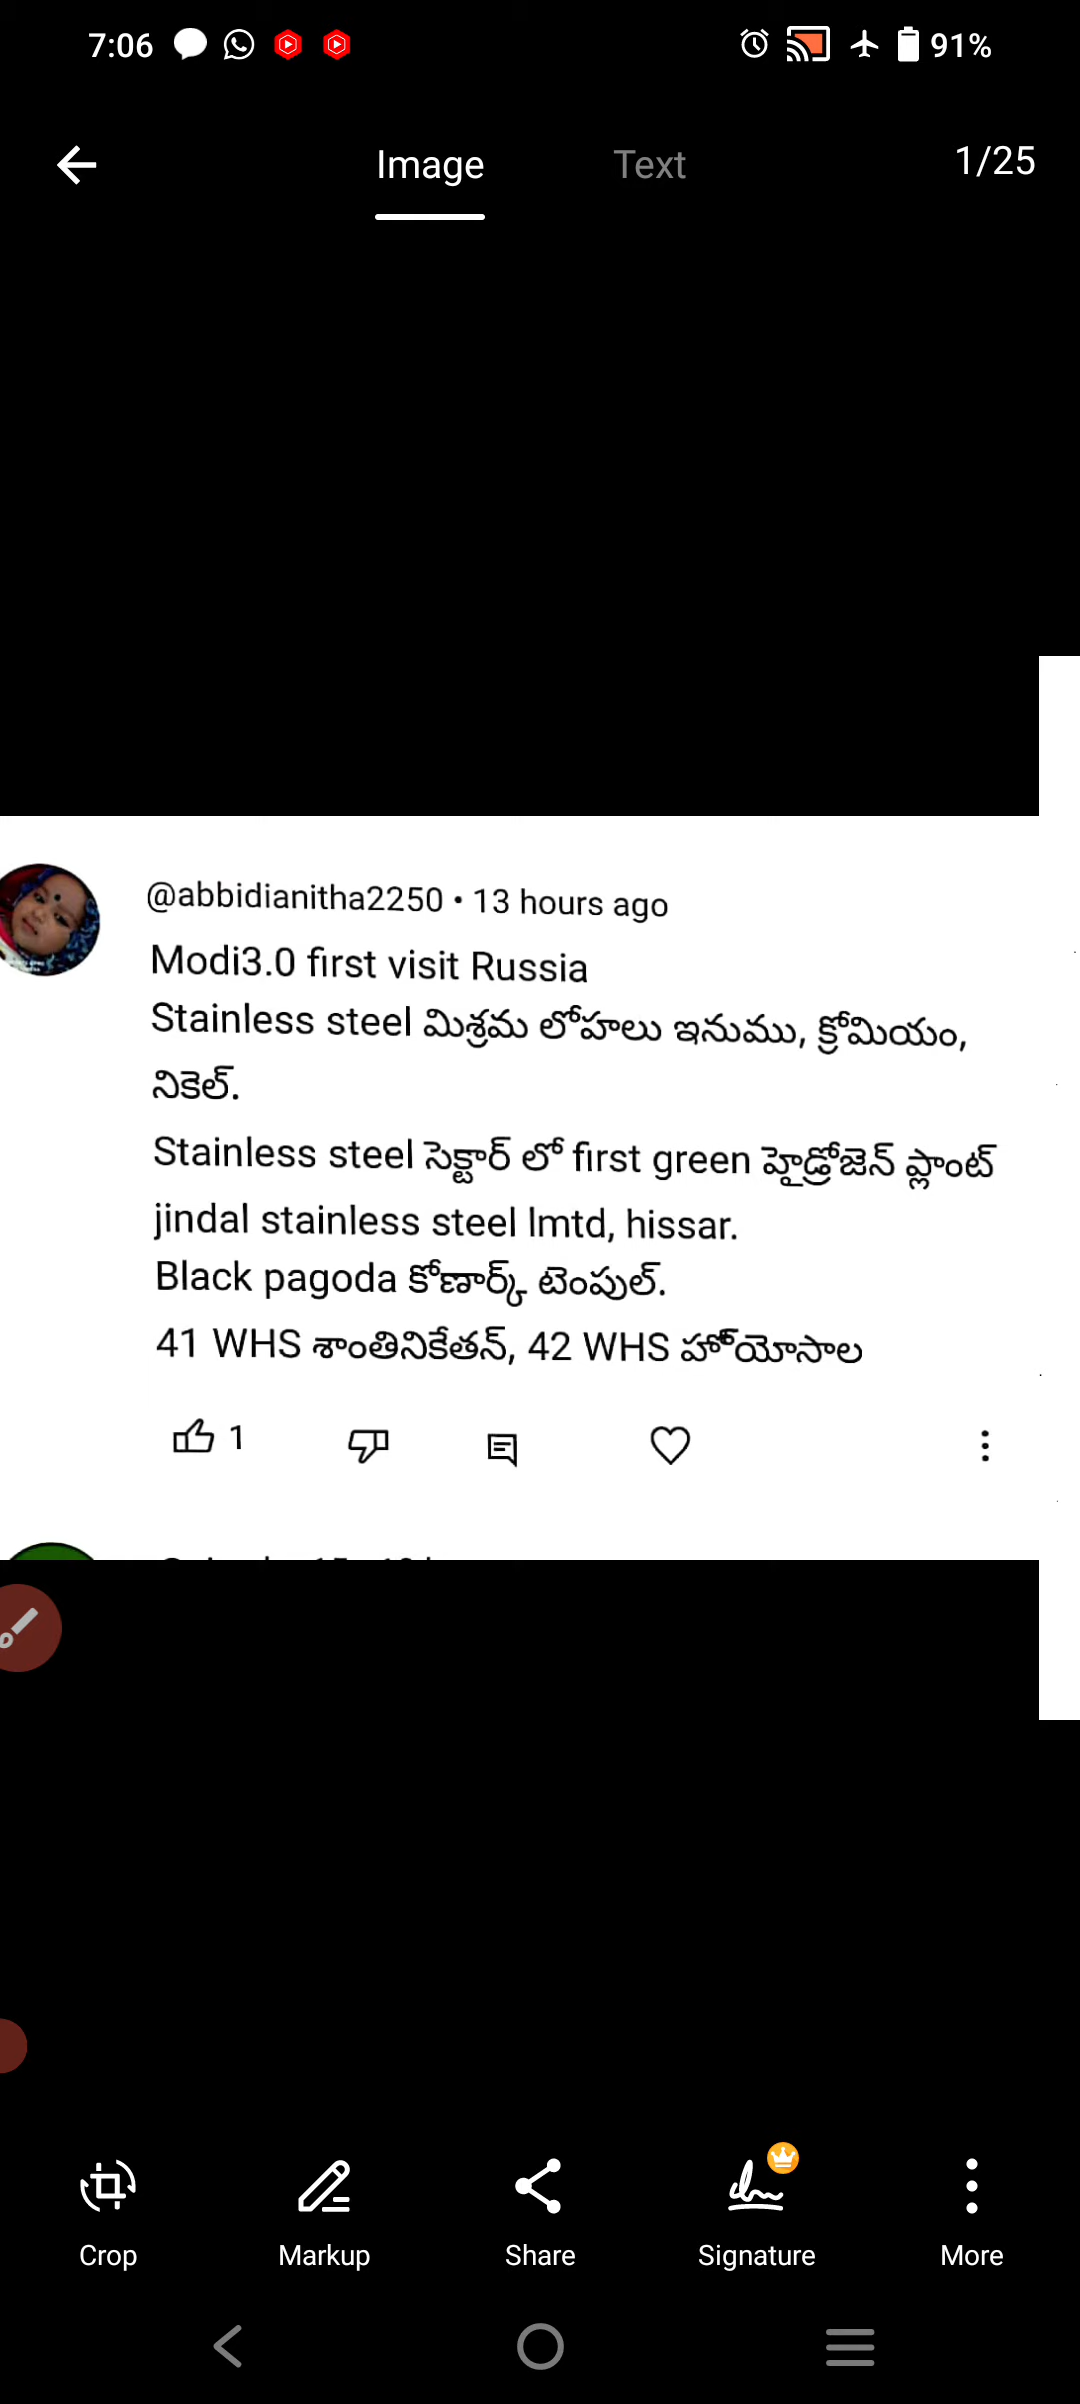 7:06 91%
Image Text 1/25
@abbidianitha2250 • 13 hours ago
Modi3.0 first visit Russia
Stainless steel మిశ్రమ లోహలు ఇనుము, క్రోమియం,
నికెల్.
Stainless steel సెక్టార్ లో first green హైడ్రోజెన్ ప్లాంట్
jindal stainless steel lmtd, hissar.
Black pagoda కోణార్క్ టెంపుల్.
41 WHS శాంతినికేతన్, 42 WHS హోయోసాల
1
Crop Markup Share Signature More